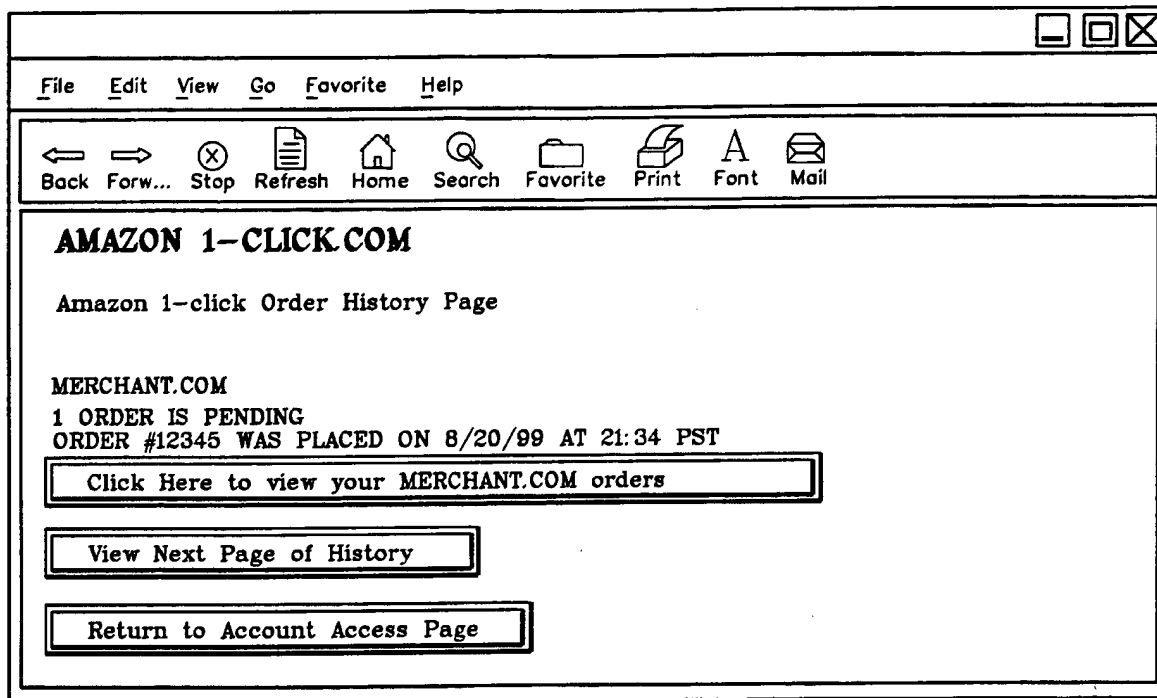 File Edit View Go Favorite Help
Back Forw... Stop Refresh Home Search Favorite Print Font Mail
AMAZON 1-CLICK.COM
Amazon 1-click Order History Page
MERCHANT.COM
1 ORDER IS PENDING
ORDER #12345 WAS PLACED ON 8/20/99 AT 21:34 PST
Click Here to view your MERCHANT.COM orders
View Next Page of History
Return to Account Access Page